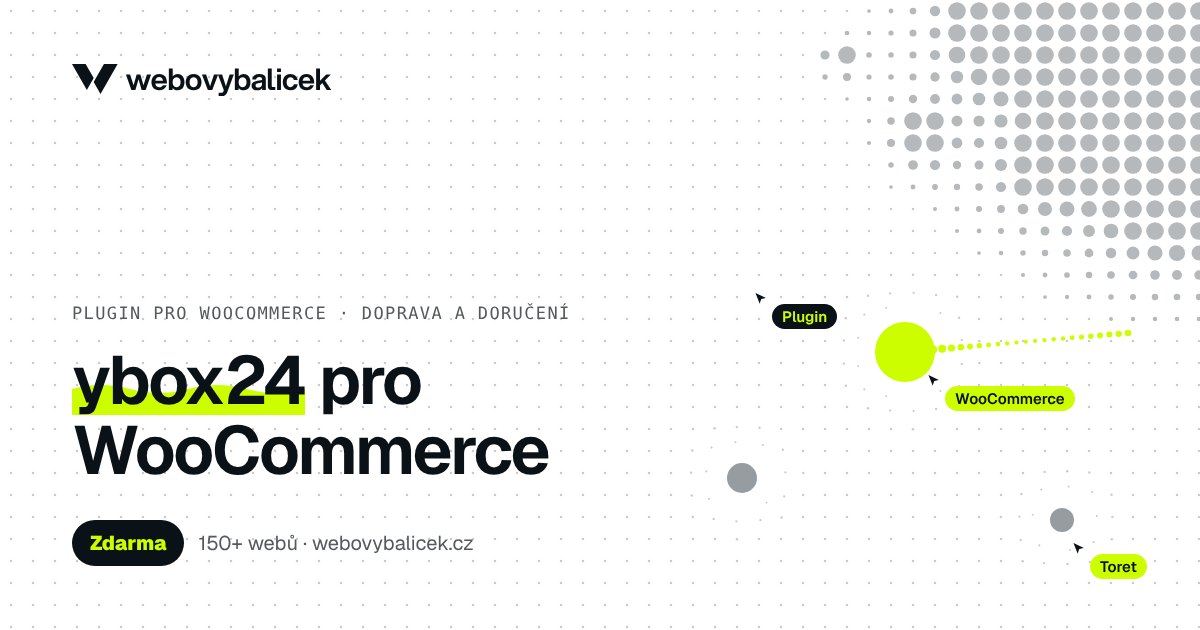 webovybalicek
PLUGIN PRO WOOCOMMERCE · DOPRAVA A DORUČENÍ
ybox24 pro
WooCommerce
Zdarma
150+ webů · webovybalicek.cz
Plugin
WooCommerce
Toret